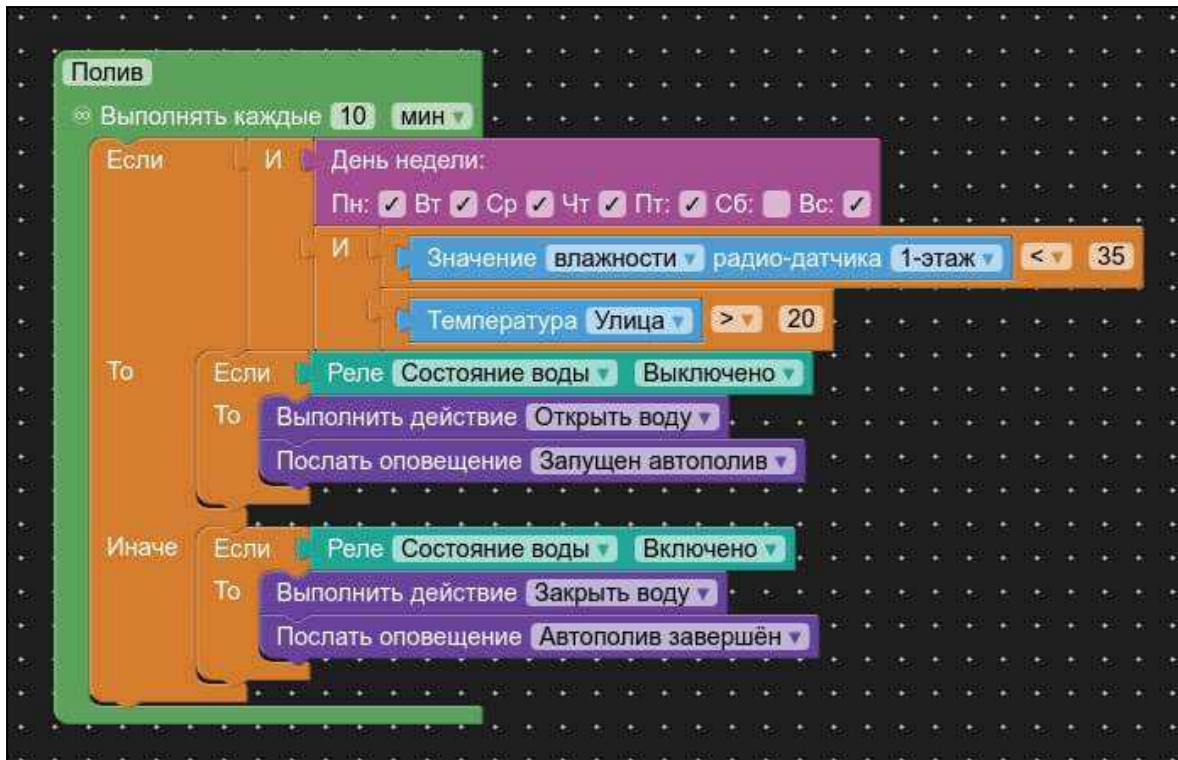 Полив
Выполнять каждые 10 мин
Если И День недели:
Пн: Вт Ср Чт Пт: Сб: Вс:
И Значение влажности радио-датчика 1-этаж < 35
Температура Улица > 20
То Если Реле Состояние воды Выключено
То Выполнить действие Открыть воду
Послать оповещение Запущен автополив
Иначе Если Реле Состояние воды Включено
То Выполнить действие Закрыть воду
Послать оповещение Автополив завершён